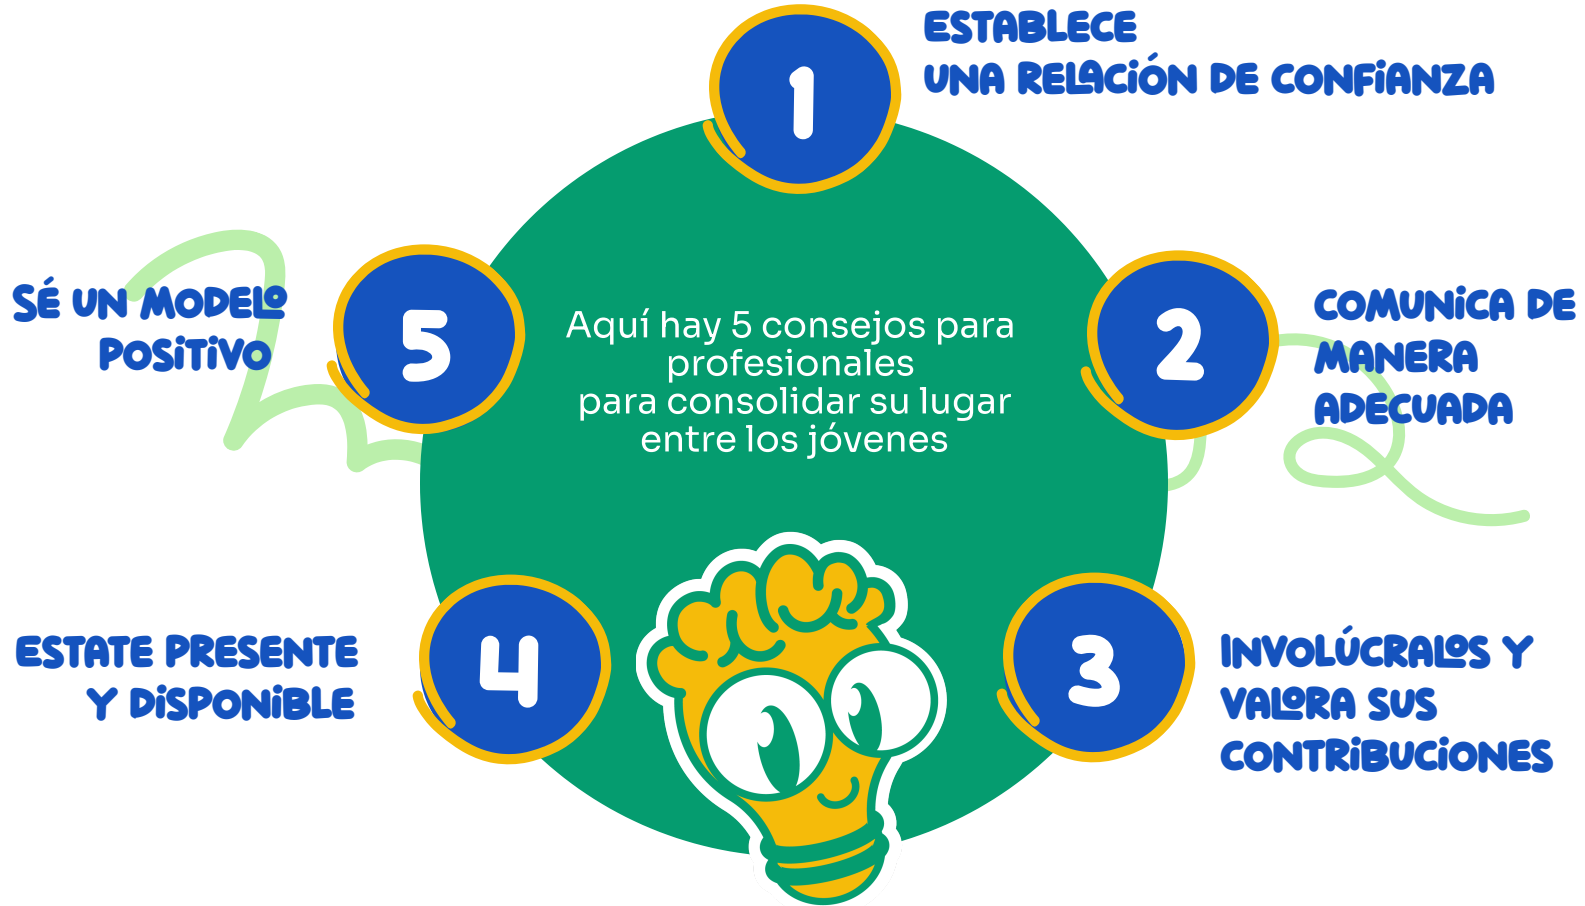 1
ESTABLECE
UNA RELACIÓN DE CONFIANZA
Aquí hay 5 consejos para
profesionales
para consolidar su lugar
entre los jóvenes
2
COMUNICA DE
MANERA
ADECUADA
3
INVOLÚCRALOS Y
VALORA SUS
CONTRIBUCIONES
4
ESTATE PRESENTE
Y DISPONIBLE
5
SÉ UN MODELO
POSITIVO